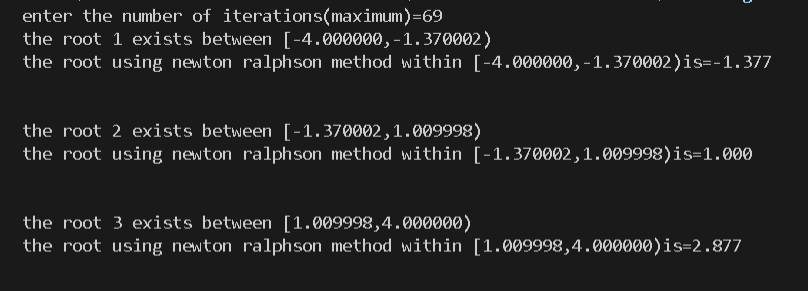 enter the number of iterations(maximum)=69
the root 1 exists between [-4.000000,-1.370002)
the root using newton ralphson method within [-4.000000,-1.370002)is=-1.377
the root 2 exists between [-1.370002,1.009998)
the root using newton ralphson method within [-1.370002,1.009998)is=1.000
the root 3 exists between [1.009998,4.000000)
the root using newton ralphson method within [1.009998,4.000000)is=2.877